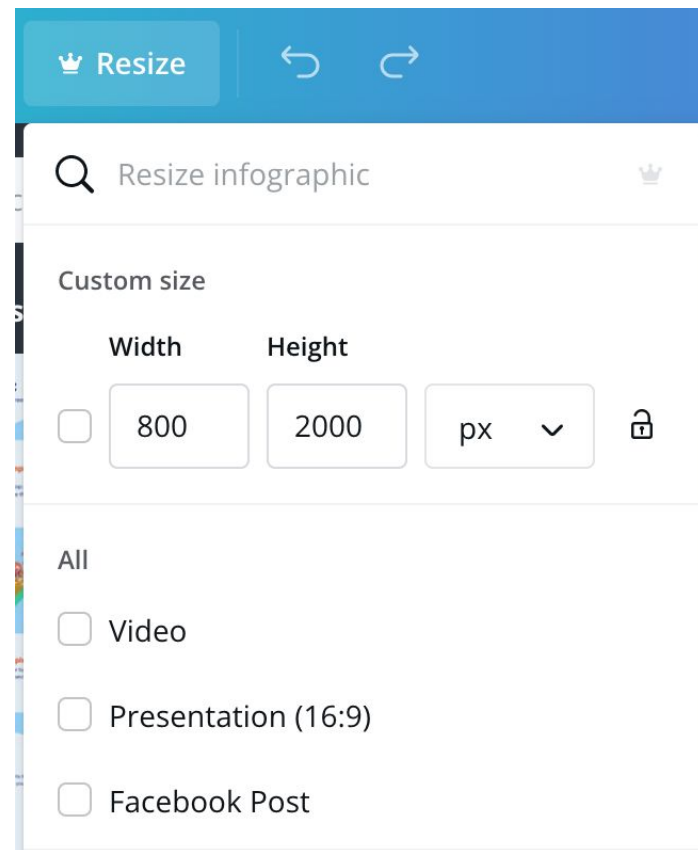 Resize
Resize infographic
Custom size
Width Height
800 2000 px
All
Video
Presentation (16:9)
Facebook Post